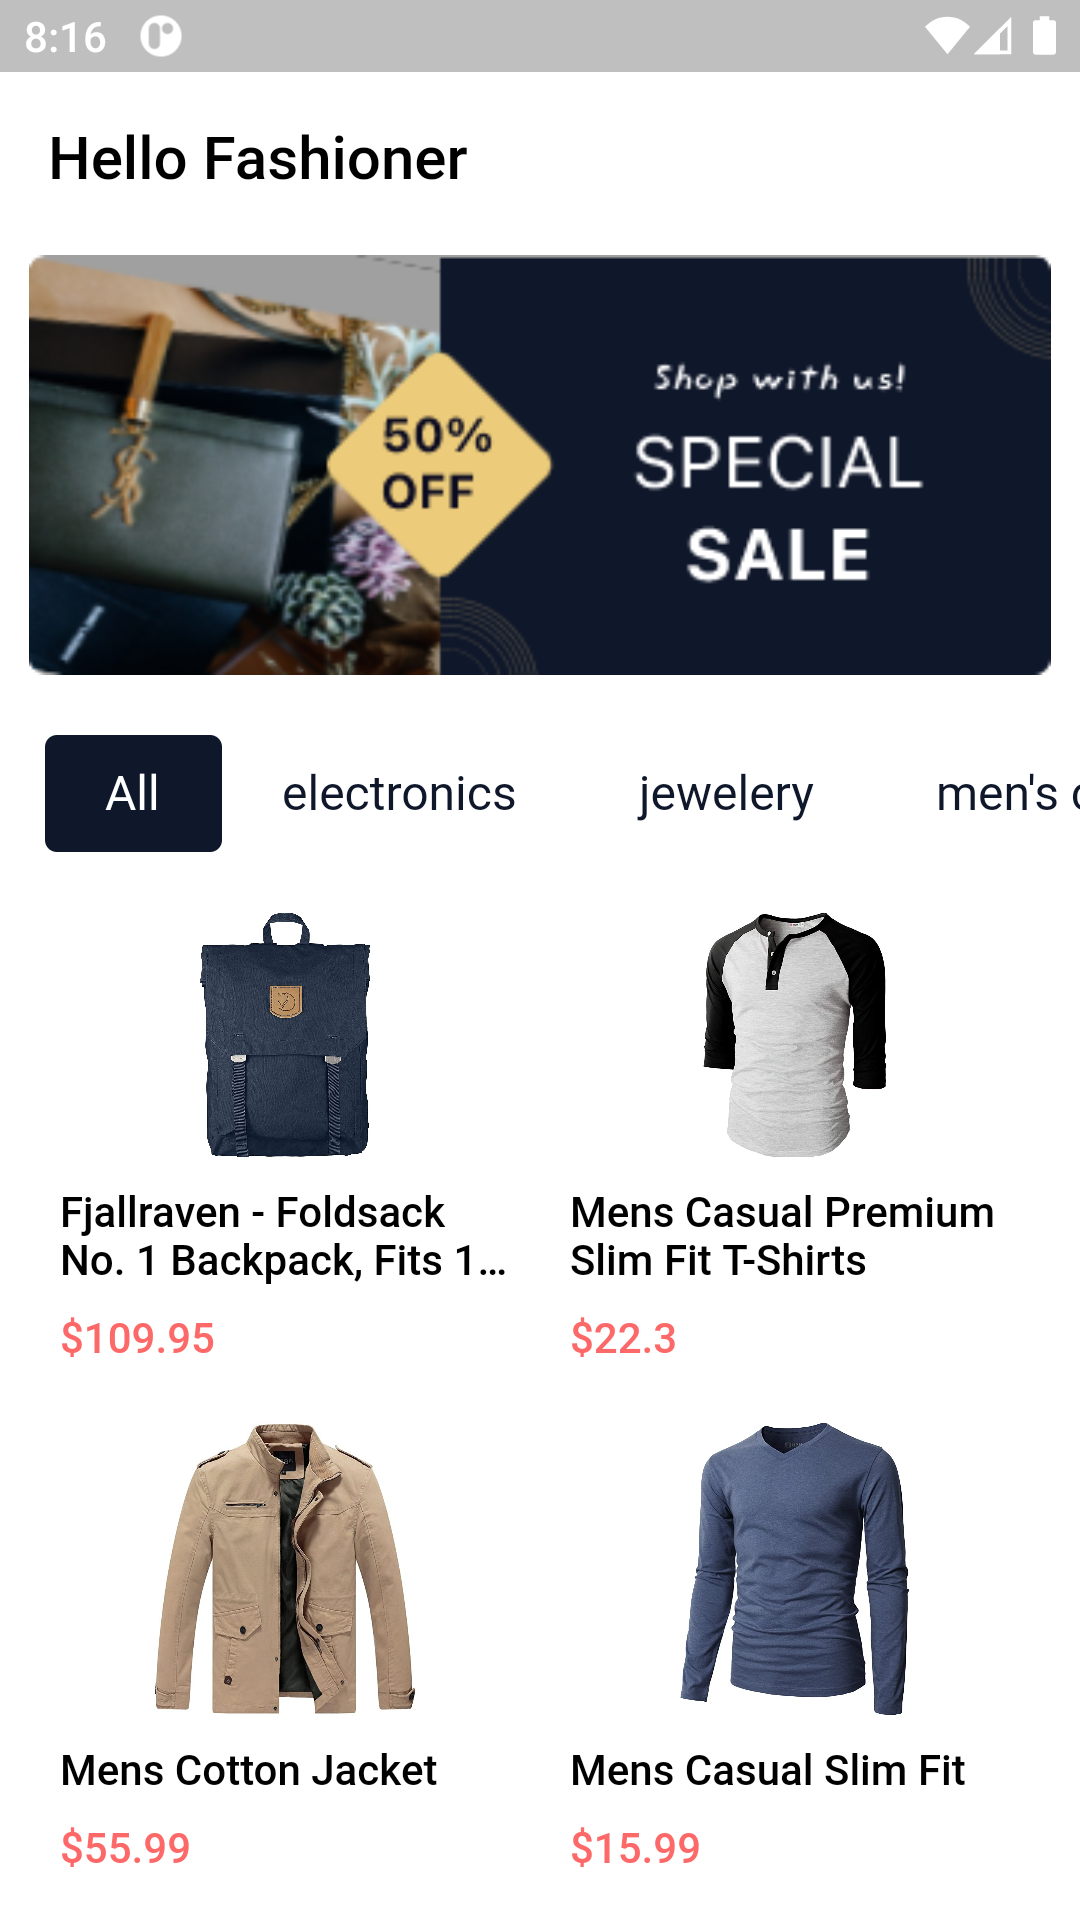 8:16
Hello Fashioner
50%
OFF
Shop with us!
SPECIAL
SALE
All
electronics
jewelery
men's
Fjallraven - Foldsack
No. 1 Backpack, Fits 1...
$109.95
Mens Casual Premium
Slim Fit T-Shirts
$22.3
Mens Cotton Jacket
$55.99
Mens Casual Slim Fit
$15.99